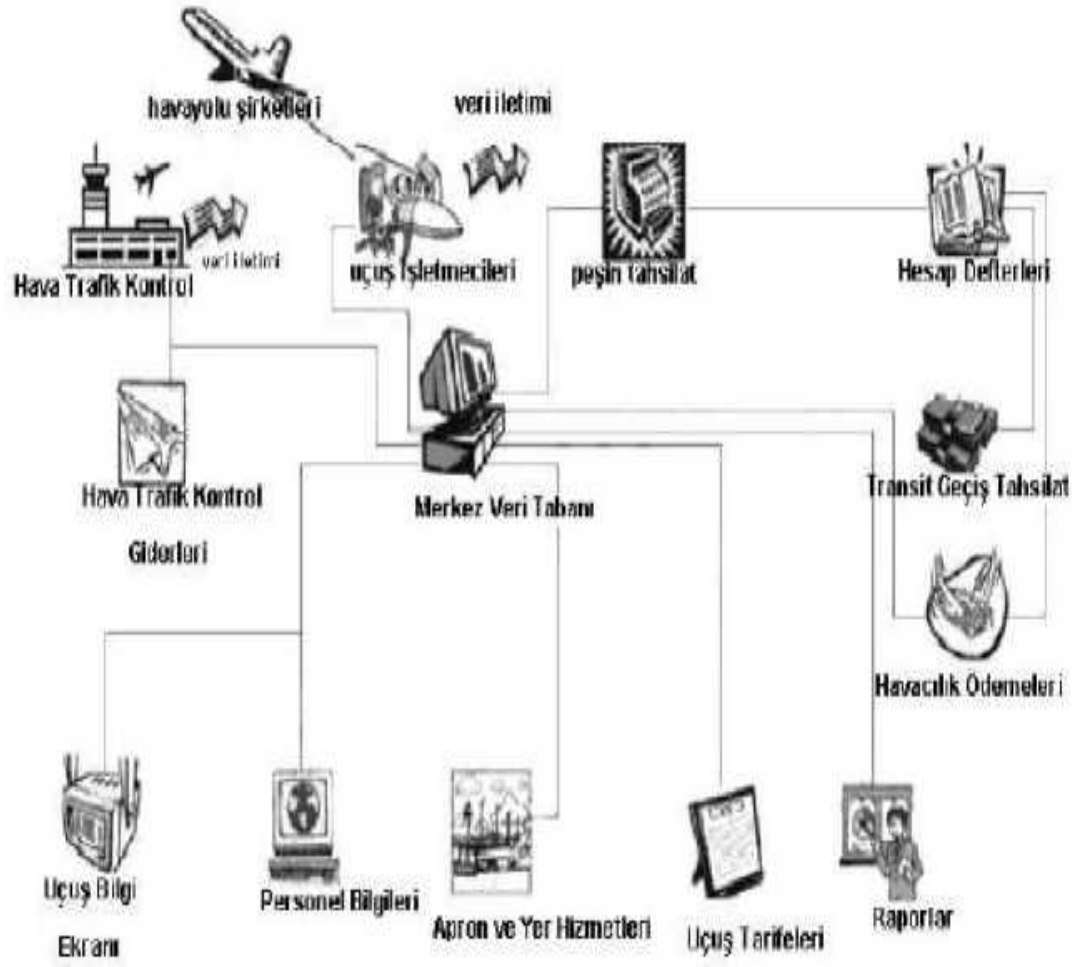 havayolu şirketleri
veri iletimi
veri iletimi
Hava Trafik Kontrol
uçuş işletmecileri
peşin tahsilat
Hesap Defterleri
Hava Trafik Kontrol
Giderleri
Merkez Veri Tabanı
Transit Geçiş Tahsilat
Havacılık Ödemeleri
Uçuş Bilgi
Ekranı
Personel Bilgileri
Apron ve Yer Hizmetleri
Uçuş Tarifeleri
Raporlar